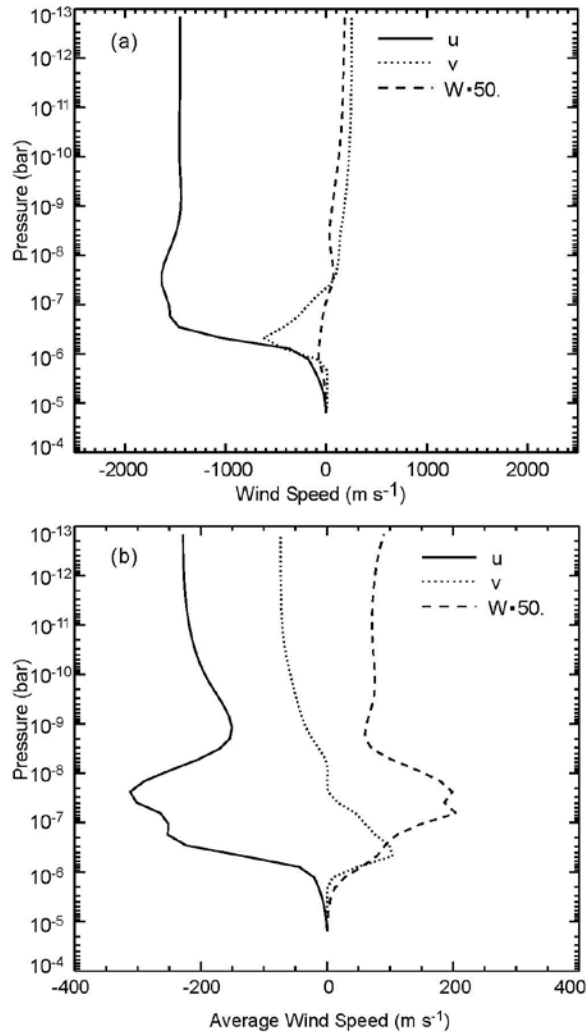 (a)
u
v
W•50.
10-13
10-12
10-11
10-10
10-9
10-8
10-7
10-6
10-5
10-4
Pressure (bar)
-2000 -1000 0 1000 2000
Wind Speed (m s-1)
(b)
u
v
W•50.
10-13
10-12
10-11
10-10
10-9
10-8
10-7
10-6
10-5
10-4
Pressure (bar)
-400 -200 0 200 400
Average Wind Speed (m s-1)